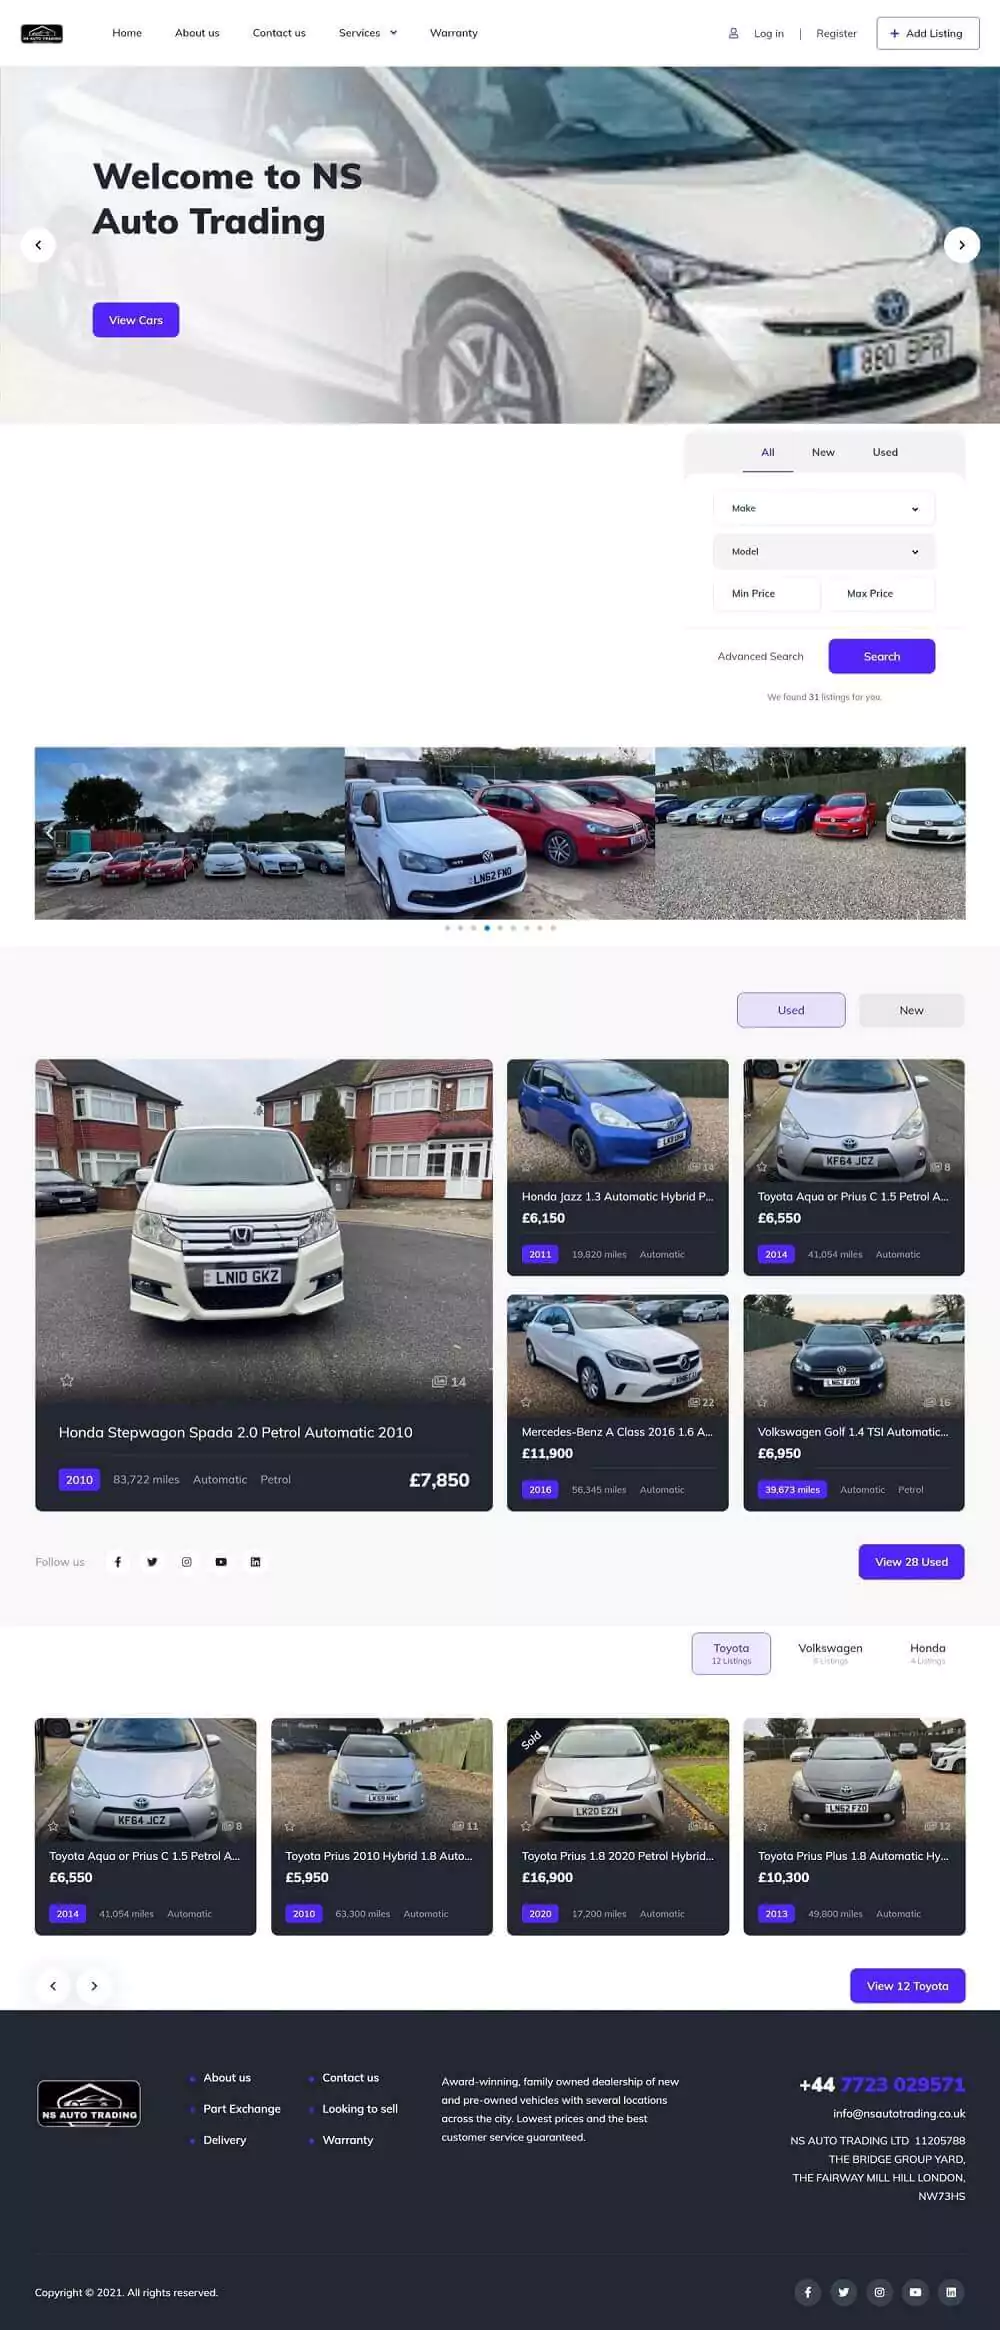 NS AUTO TRADING
Home
About us
Contact us
Services
Warranty
Log in
|
Register
+ Add Listing
Welcome to NS
Auto Trading
View Cars
All
New
Used
Make
Model
Min Price
Max Price
Advanced Search
Search
We found 31 listings for you.
LN62 FND
Used
New
LN10 GKZ
14
Honda Stepwagon Spada 2.0 Petrol Automatic 2010
2010
83,722 miles
Automatic
Petrol
£7,850
14
Honda Jazz 1.3 Automatic Hybrid P...
£6,150
2011
19,820 miles
Automatic
KF64 JCZ
8
Toyota Aqua or Prius C 1.5 Petrol A...
£6,550
2014
41,054 miles
Automatic
22
Mercedes-Benz A Class 2016 1.6 A...
£11,900
2016
56,345 miles
Automatic
16
Volkswagen Golf 1.4 TSI Automatic...
£6,950
39,673 miles
Automatic
Petrol
Follow us
View 28 Used
Toyota
12 Listings
Volkswagen
Listings
Honda
4 Listings
KF64 JCZ
8
Toyota Aqua or Prius C 1.5 Petrol A...
£6,550
2014
41,054 miles
Automatic
11
Toyota Prius 2010 Hybrid 1.8 Auto...
£5,950
2010
63,300 miles
Automatic
Sold
LK20 EZH
15
Toyota Prius 1.8 2020 Petrol Hybrid...
£16,900
2020
17,200 miles
Automatic
LN62 FZO
12
Toyota Prius Plus 1.8 Automatic Hy...
£10,300
2013
49,800 miles
Automatic
View 12 Toyota
NS AUTO TRADING
About us
Part Exchange
Delivery
Contact us
Looking to sell
Warranty
Award-winning, family owned dealership of new
and pre-owned vehicles with several locations
across the city. Lowest prices and the best
customer service guaranteed.
+44 7723 029571
info@nsautotrading.co.uk
NS AUTO TRADING LTD 11205788
THE BRIDGE GROUP YARD,
THE FAIRWAY MILL HILL LONDON,
NW73HS
Copyright © 2021. All rights reserved.